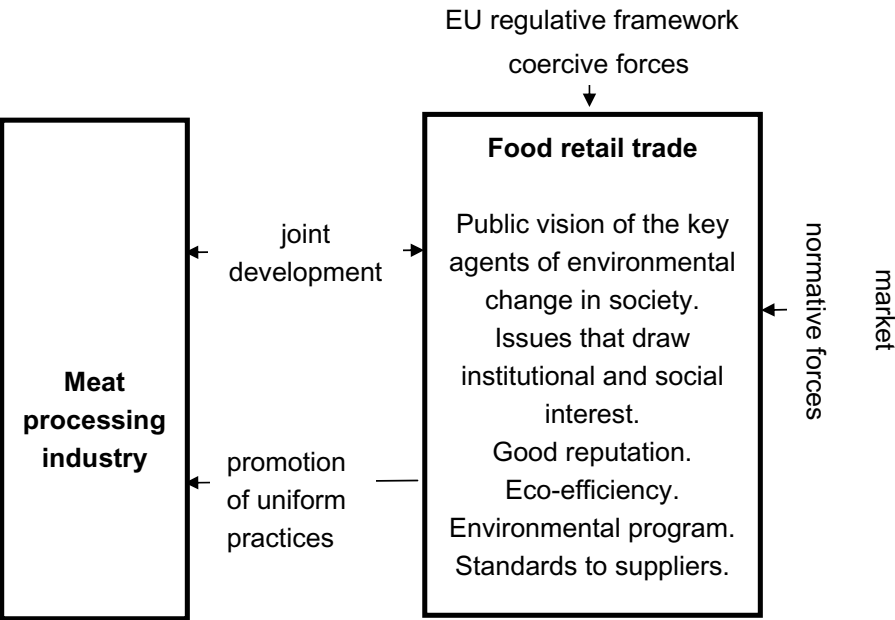 EU regulative framework
coercive forces
Meat
processing
industry
joint
development
promotion
of uniform
practices
Food retail trade
Public vision of the key
agents of environmental
change in society.
Issues that draw
institutional and social
interest.
Good reputation.
Eco-efficiency.
Environmental program.
Standards to suppliers.
normative forces
market